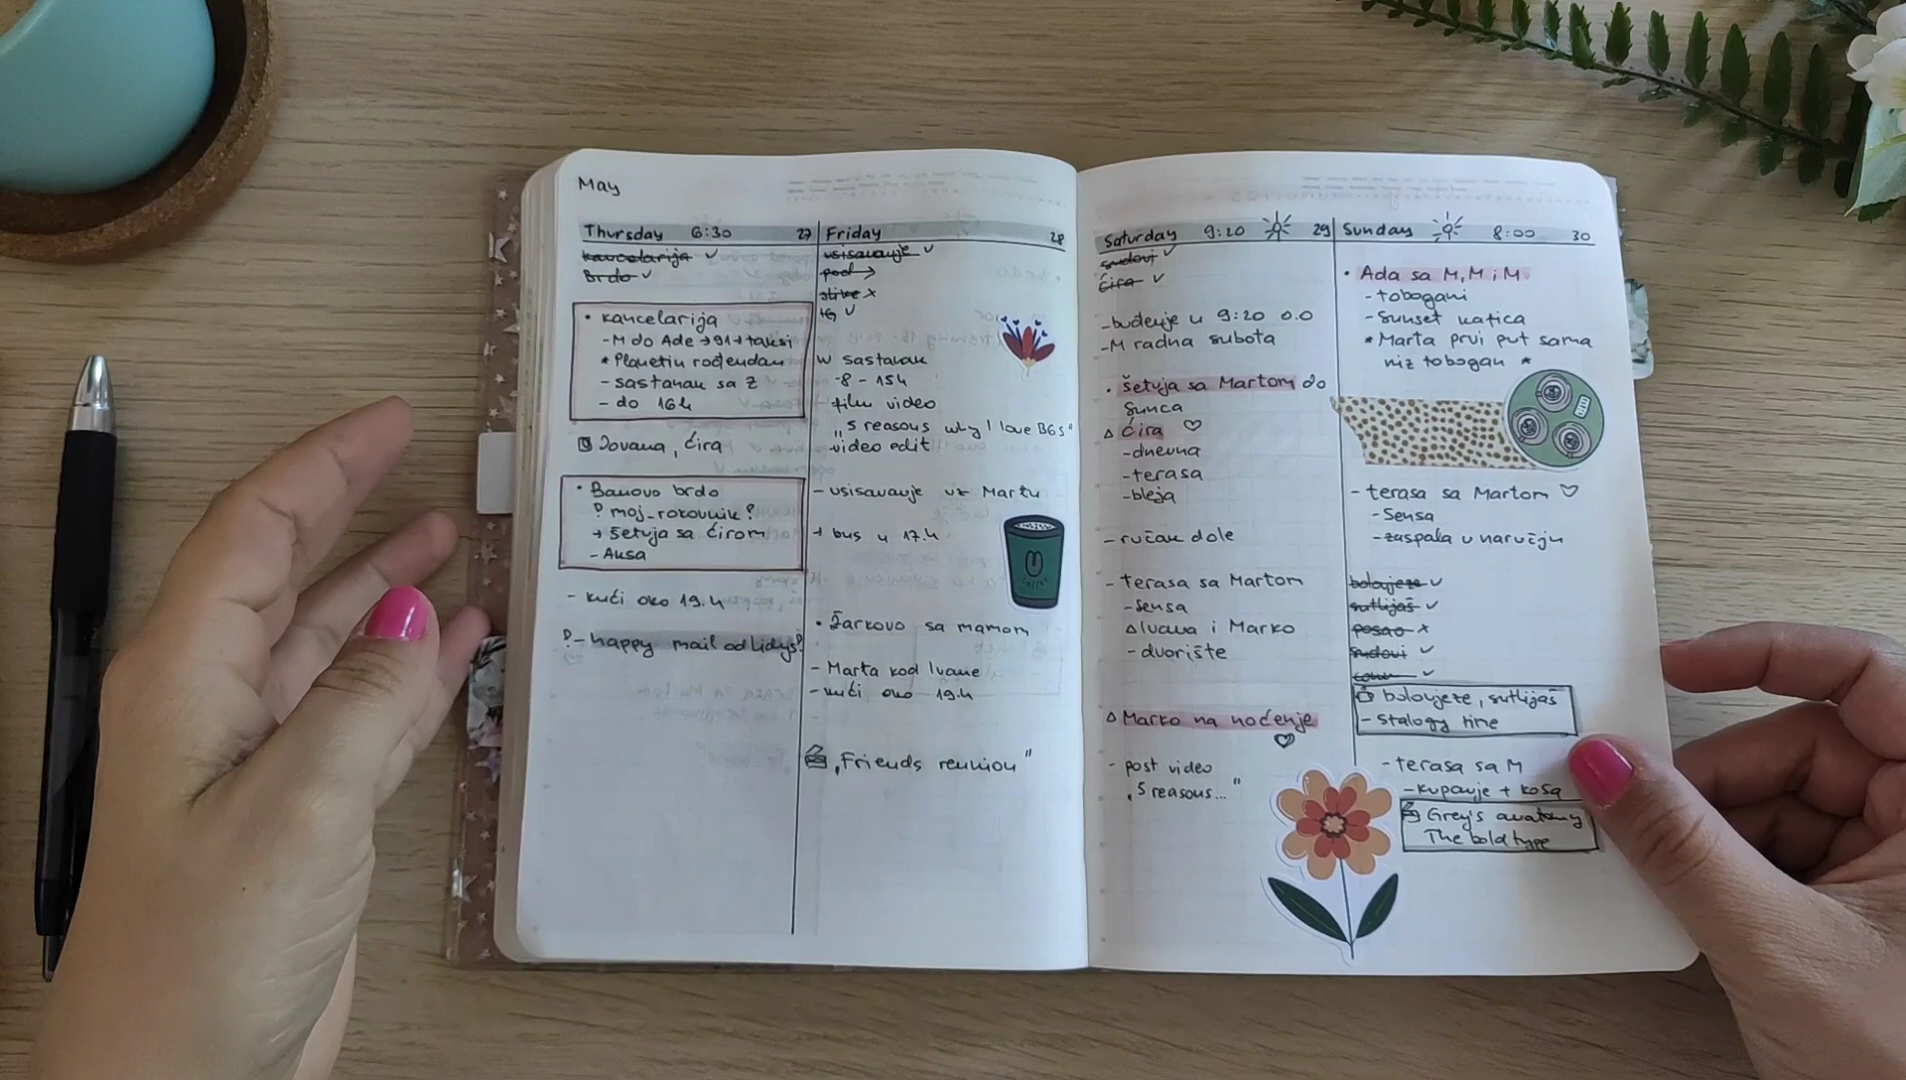 May
Thursday 6:30 27
kancelarija ✓
Brdo ✓
• kancelarija
- M do Ade → 91 → taksi
* Planetin rođendan
- sastanak sa Z
- do 16h
Jovana, Ćira
• Banovo brdo
moj rokovnik?
+ šetnja sa Ćirom
- Aksa
- kući oko 19h
- happy mail od Lidys!
Friday 28
usisavanje ✓
pod →
slike x
IG ✓
W sastanak
-8 - 15h
film video
„5 reasons why I love BGs"
video edit
- usisavanje uz Martu
+ bus u 17h
• Žarkovo sa mamom
- Marta kod Ivane
- kući oko 19h
-
„Friends reunion"
Saturday 9:20 29
sudovi ✓
Ćira ✓
- buđenje u 9:20 o.o
- M radna subota
• šetnja sa Martom do
sunca
△ Ćira ♡
- dnevna
- terasa
- bleja
- ručak dole
- terasa sa Martom
- sensa
△ Ivana i Marko
- dvorište
△ Marko na noćenje
- post video
„5 reasons..."
Sunday 8:00 30
• Ada sa M, M i M
- tobogani
- sunset katica
* Marta prvi put sama
niz tobogan *
- terasa sa Martom ♡
- Sensa
- zaspala u naručju
bolonjeze ✓
sutlijaš ✓
posao x
sudovi ✓
✓
bolonjeze, sutlijaš
- Stalogy time
- terasa sa M
- kupanje + kosa
Grey's anatomy
The bold type